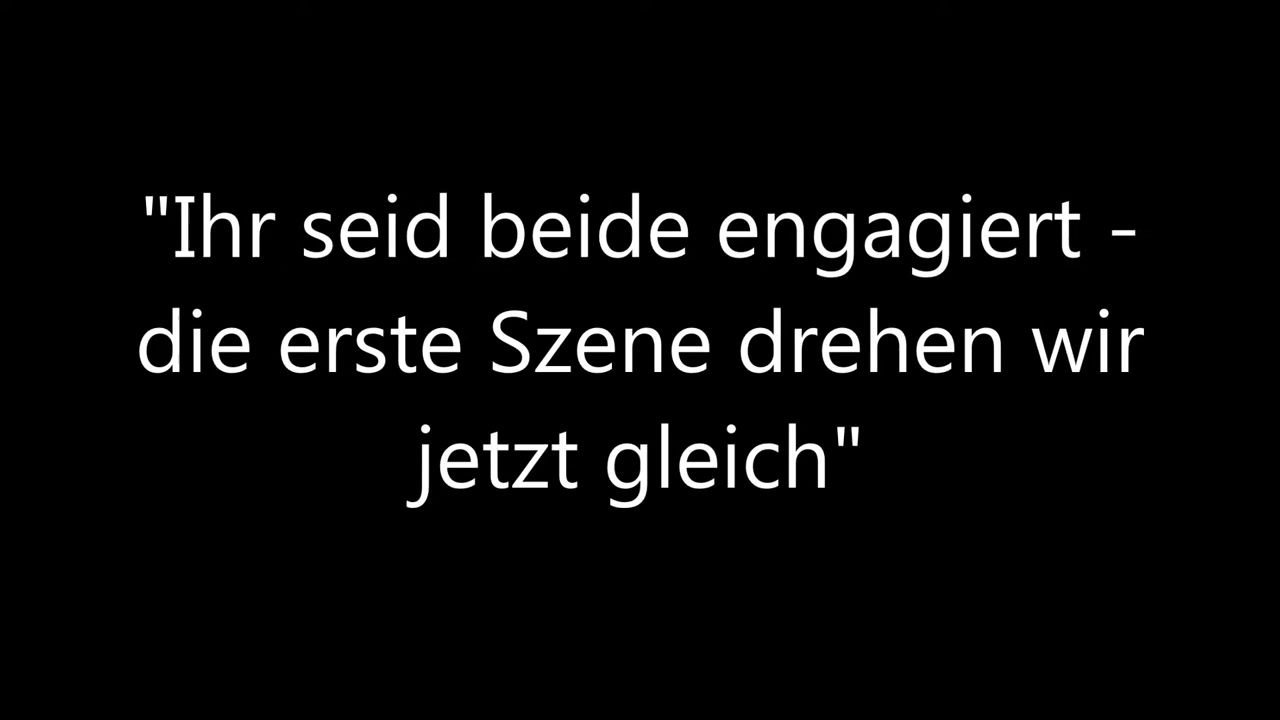 "Ihr seid beide engagiert -
die erste Szene drehen wir
jetzt gleich"